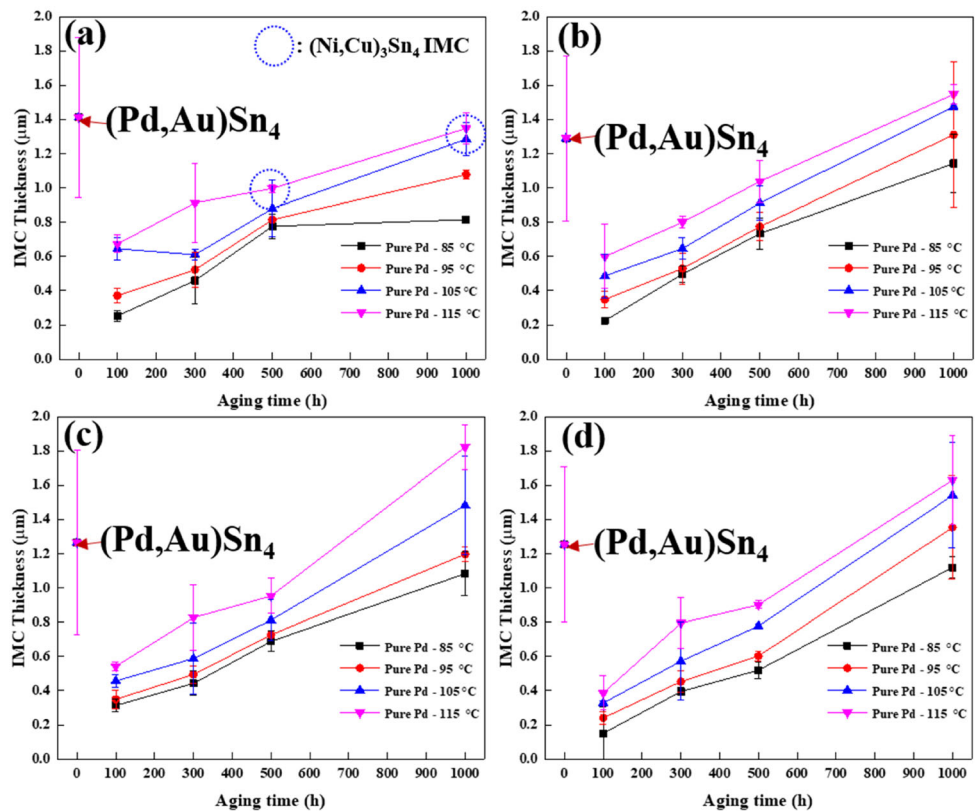 (a)
: (Ni,Cu)₃Sn₄ IMC
(Pd,Au)Sn₄
IMC Thickness (μm)
2.0
1.8
1.6
1.4
1.2
1.0
0.8
0.6
0.4
0.2
0.0
Pure Pd - 85 °C
Pure Pd - 95 °C
Pure Pd - 105 °C
Pure Pd - 115 °C
0 100 200 300 400 500 600 700 800 900 1000
Aging time (h)
(b)
(Pd,Au)Sn₄
IMC Thickness (μm)
2.0
1.8
1.6
1.4
1.2
1.0
0.8
0.6
0.4
0.2
0.0
Pure Pd - 85 °C
Pure Pd - 95 °C
Pure Pd - 105 °C
Pure Pd - 115 °C
0 100 200 300 400 500 600 700 800 900 1000
Aging time (h)
(c)
(Pd,Au)Sn₄
IMC Thickness (μm)
2.0
1.8
1.6
1.4
1.2
1.0
0.8
0.6
0.4
0.2
0.0
Pure Pd - 85 °C
Pure Pd - 95 °C
Pure Pd - 105 °C
Pure Pd - 115 °C
0 100 200 300 400 500 600 700 800 900 1000
Aging time (h)
(d)
(Pd,Au)Sn₄
IMC Thickness (μm)
2.0
1.8
1.6
1.4
1.2
1.0
0.8
0.6
0.4
0.2
0.0
Pure Pd - 85 °C
Pure Pd - 95 °C
Pure Pd - 105°C
Pure Pd - 115 °C
0 100 200 300 400 500 600 700 800 900 1000
Aging time (h)